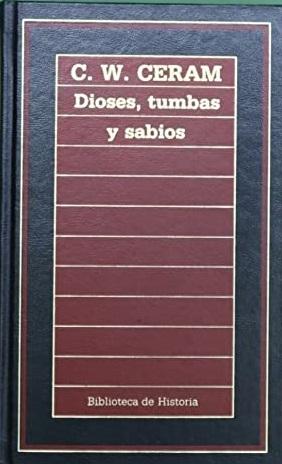 C. W. CERAM
Dioses, tumbas
y sabios
Biblioteca de Historia